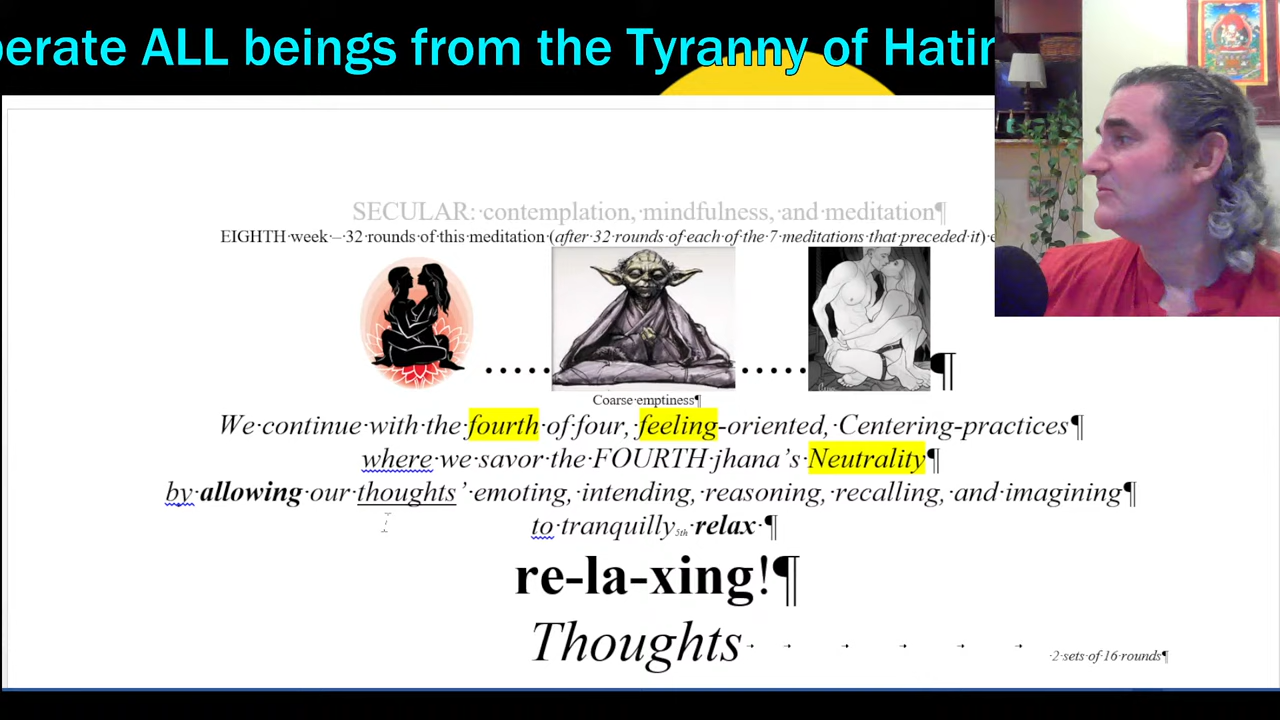 perate ALL beings from the Tyranny of Hatin
SECULAR:·contemplation,·mindfulness,·and·meditation¶
EIGHTH·week·–·32·rounds·of·this·meditation·(after·32·rounds·of·each·of·the·7·meditations·that·preceded·it)·e
.....
.....¶
Coarse·emptiness¶
We·continue·with·the·fourth·of·four,·feeling-oriented,·Centering-practices¶
where·we·savor·the·FOURTH·jhana's·Neutrality¶
by·allowing·our·thoughts'·emoting,·intending,·reasoning,·recalling,·and·imagining¶
to·tranquilly5th·relax·¶
re-la-xing!¶
Thoughts → → → → → → ·2·sets·of·16·rounds¶